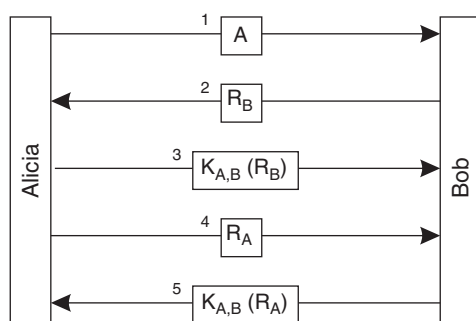 Alicia
Bob
1
A
2
R_B
3
K_A,B (R_B)
4
R_A
5
K_A,B (R_A)